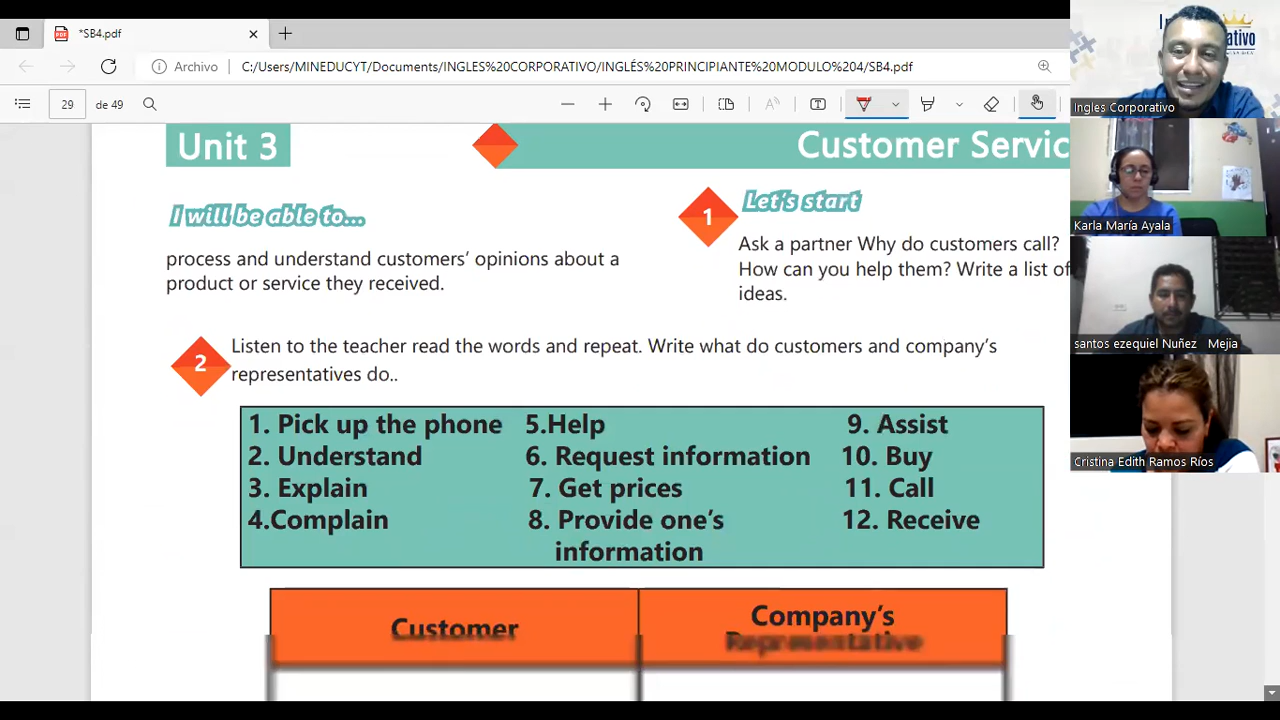 *SB4.pdf
Archivo C:/Users/MINEDUCYT/Documents/INGLÉS%20CORPORATIVO/INGLÉS%20PRINCIPIANTE%20MODULO%204/SB4.pdf
29 de 49
Unit 3
Customer Servic
I will be able to...
process and understand customers' opinions about a
product or service they received.
1
Let's start
Ask a partner Why do customers call?
How can you help them? Write a list of
ideas.
2
Listen to the teacher read the words and repeat. Write what do customers and company's
representatives do..
1. Pick up the phone
2. Understand
3. Explain
4.Complain
5.Help
6. Request information
7. Get prices
8. Provide one's
information
9. Assist
10. Buy
11. Call
12. Receive
Customer
Company's
Representative
Ingles Corporativo
Karla María Ayala
santos ezequiel Nuñez Mejia
Cristina Edith Ramos Ríos